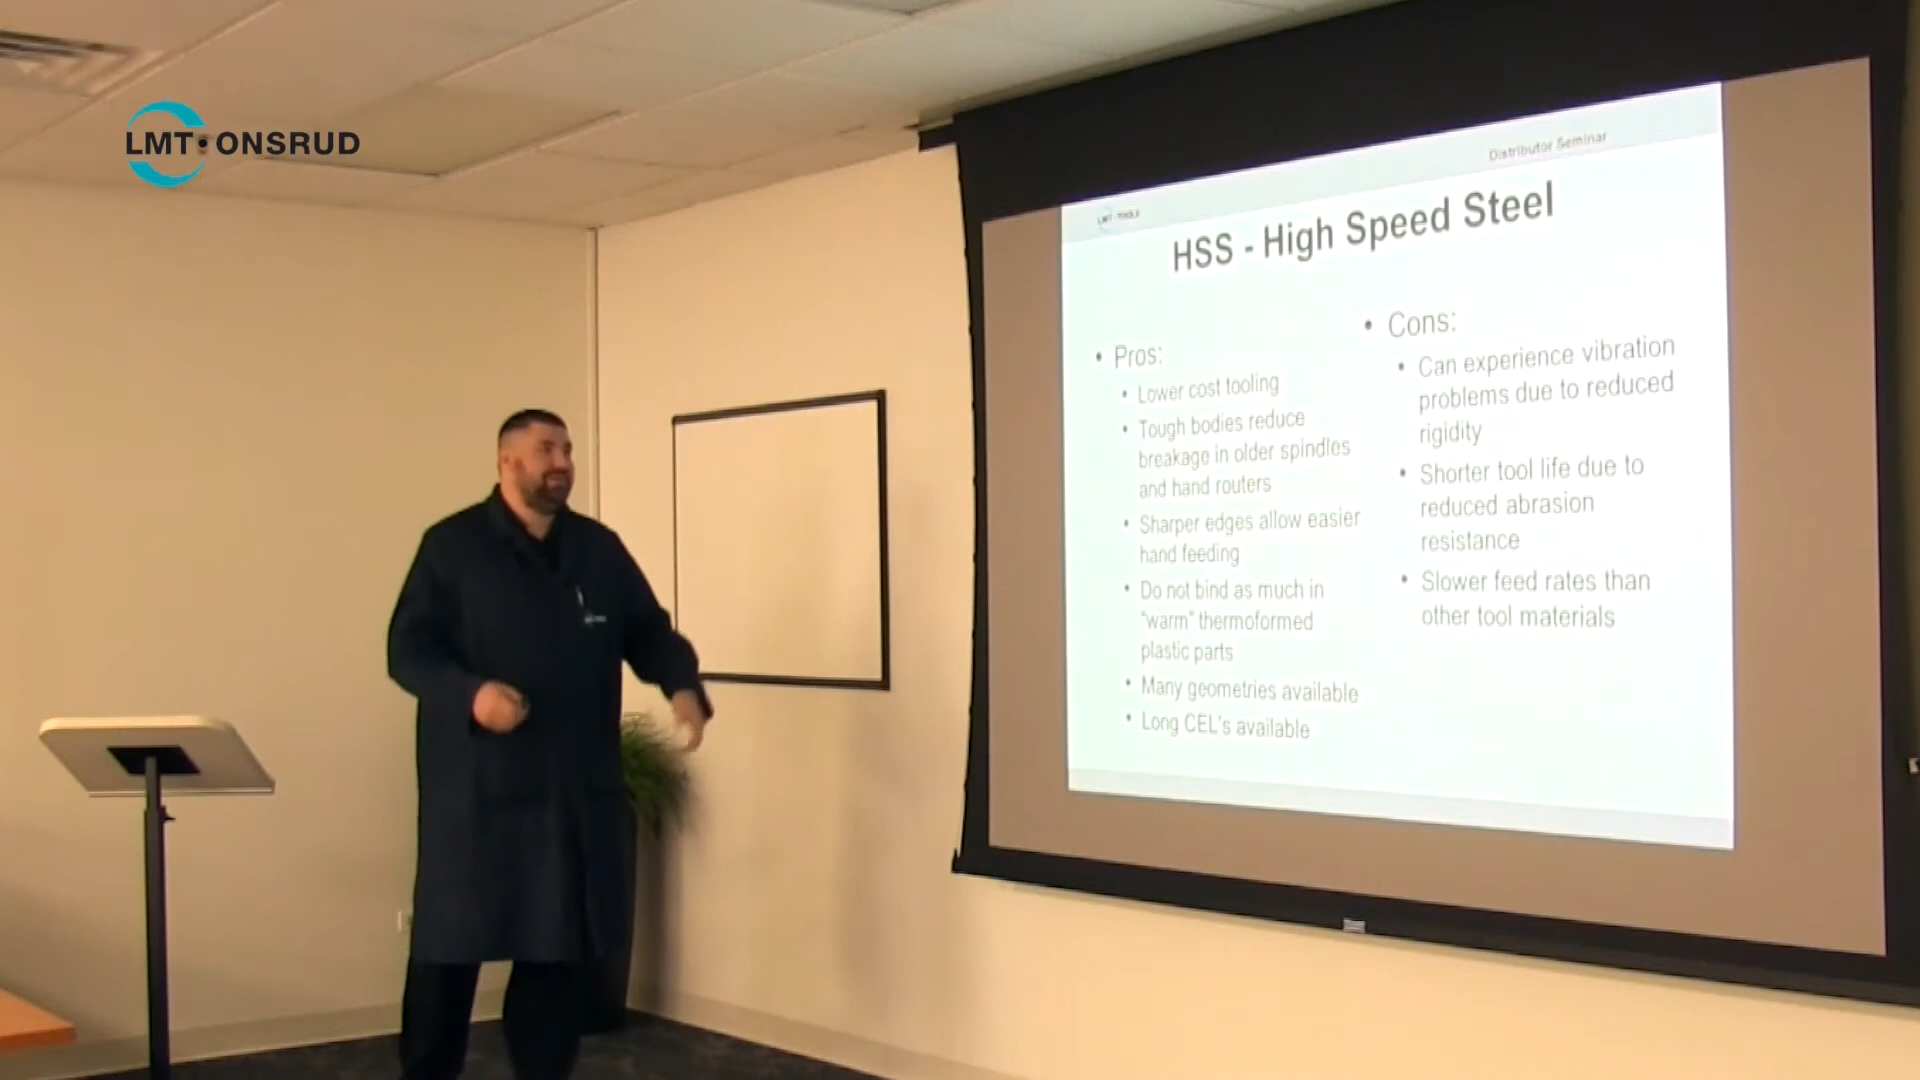 LMT ONSRUD
Distributor Seminar
LMT TOOLS
HSS - High Speed Steel
• Pros:
• Lower cost tooling
• Tough bodies reduce
breakage in older spindles
and hand routers
• Sharper edges allow easier
hand feeding
• Do not bind as much in
"warm" thermoformed
plastic parts
• Many geometries available
• Long CEL's available
• Cons:
• Can experience vibration
problems due to reduced
rigidity
• Shorter tool life due to
reduced abrasion
resistance
• Slower feed rates than
other tool materials